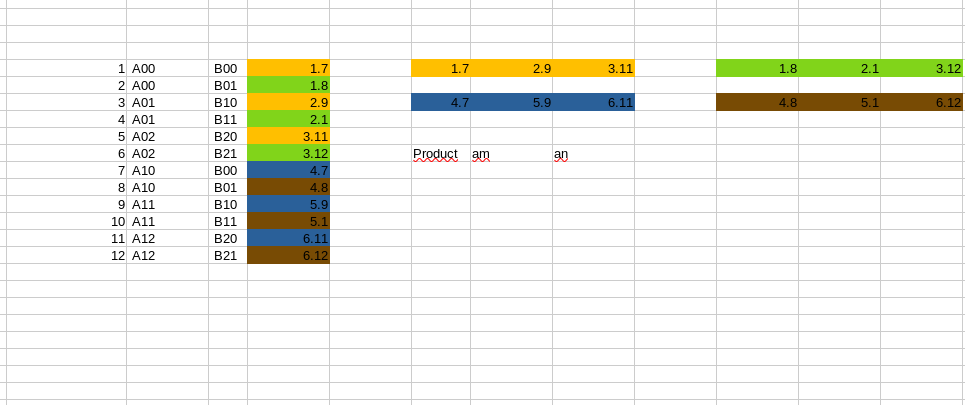 1 A00 B00 1.7 1.7 2.9 3.11 1.8 2.1 3.12
2 A00 B01 1.8
3 A01 B10 2.9 4.7 5.9 6.11 4.8 5.1 6.12
4 A01 B11 2.1
5 A02 B20 3.11
6 A02 B21 3.12 Product am an
7 A10 B00 4.7
8 A10 B01 4.8
9 A11 B10 5.9
10 A11 B11 5.1
11 A12 B20 6.11
12 A12 B21 6.12